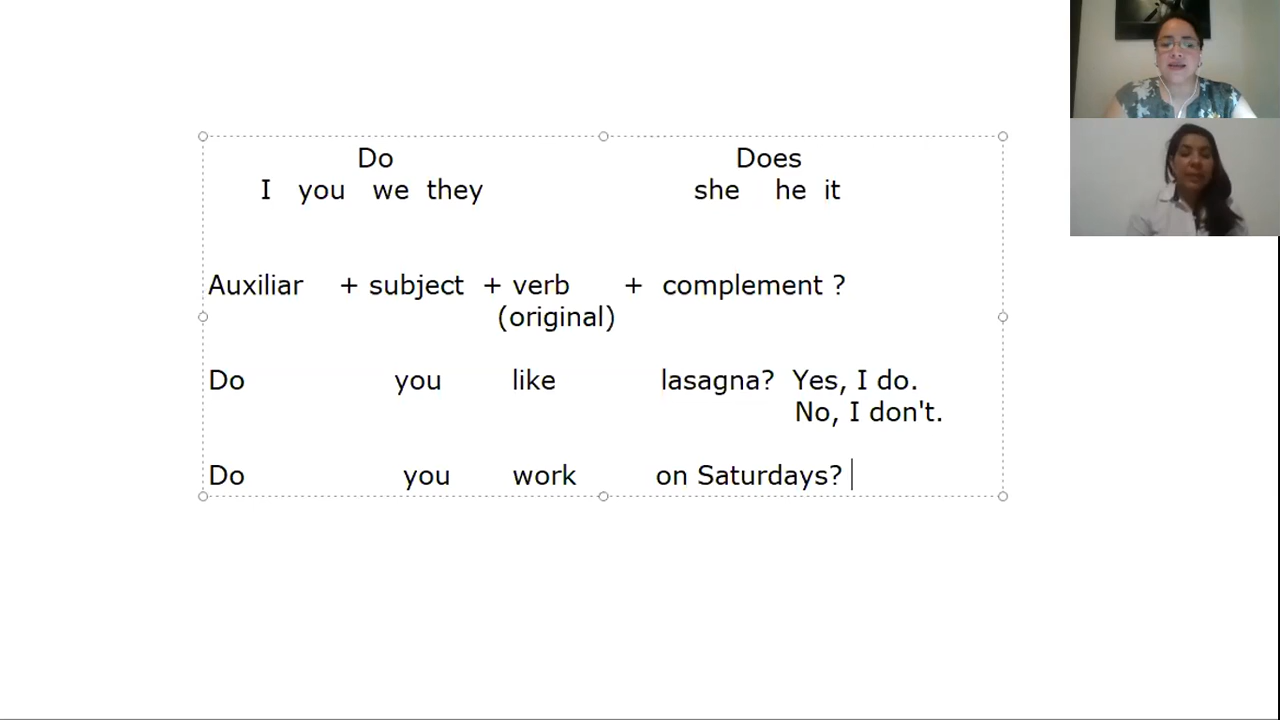 Do Does
I you we they she he it
Auxiliar + subject + verb + complement ?
(original)
Do you like lasagna? Yes, I do.
No, I don't.
Do you work on Saturdays?